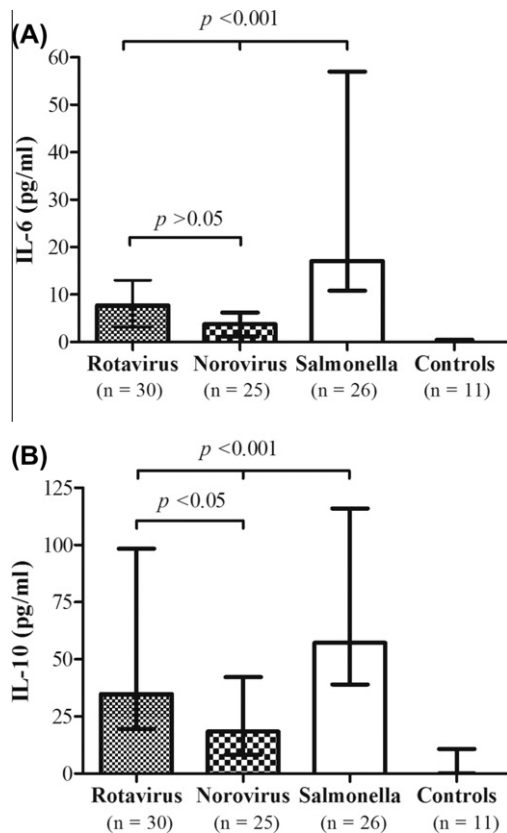 (A)
p <0.001
60
50
40
30
20
10
0
IL-6 (pg/ml)
p >0.05
Rotavirus Norovirus Salmonella Controls
(n = 30) (n = 25) (n = 26) (n = 11)
(B)
p <0.001
125
100
75
50
25
0
IL-10 (pg/ml)
p <0.05
Rotavirus Norovirus Salmonella Controls
(n = 30) (n = 25) (n = 26) (n = 11)